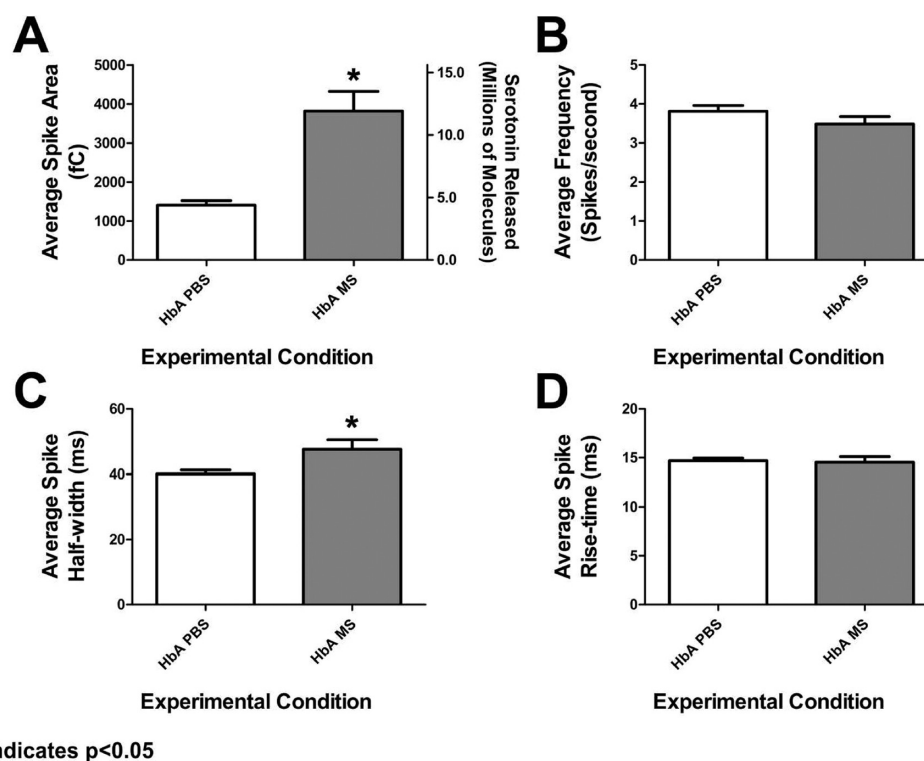 A
Average Spike Area
(fC)
5000
4000
3000
2000
1000
0
*
15.0
10.0
5.0
0.0
Serotonin Released
(Millions of Molecules)
HbA PBS
HbA MS
Experimental Condition
B
Average Frequency
(Spikes/second)
5
4
3
2
1
0
HbA PBS
HbA MS
Experimental Condition
C
Average Spike
Half-width (ms)
60
40
20
0
*
HbA PBS
HbA MS
Experimental Condition
D
Average Spike
Rise-time (ms)
20
15
10
5
0
HbA PBS
HbA MS
Experimental Condition
ndicates p<0.05